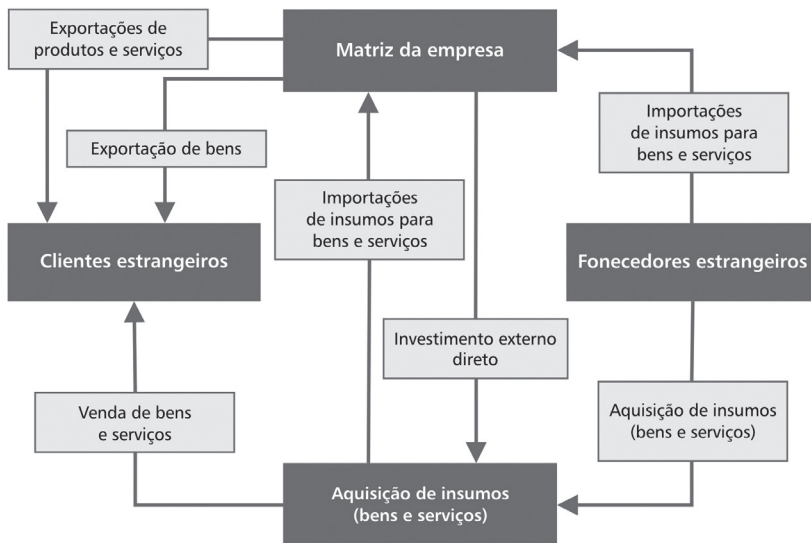 Exportações de
produtos e serviços
Matriz da empresa
Importações
de insumos para
bens e serviços
Exportação de bens
Importações
de insumos para
bens e serviços
Clientes estrangeiros
Fonecedores estrangeiros
Investimento externo
direto
Venda de bens
e serviços
Aquisição de insumos
(bens e serviços)
Aquisição de insumos
(bens e serviços)